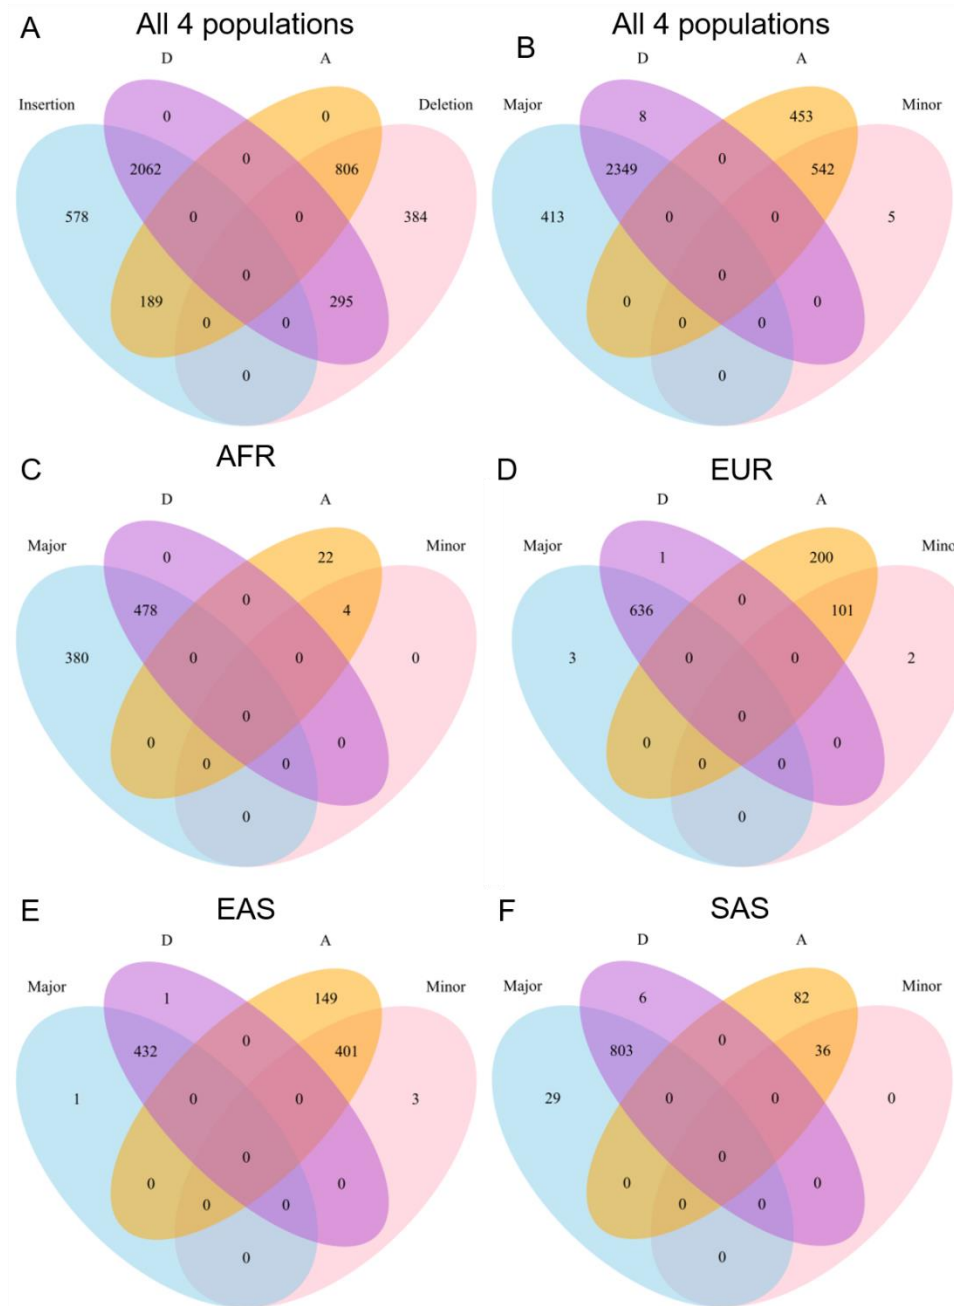 A All 4 populations
D A
Insertion Deletion
0 0
0
2062 806
578 0 0 384
0
189 295
0 0
0
B All 4 populations
D A
Major Minor
8 453
0
2349 542
413 0 0 5
0
0 0
0 0
0
C AFR
D A
Major Minor
0 22
0
478 4
380 0 0 0
0
0 0
0 0
0
D EUR
D A
Major Mino
1 200
0
636 101
3 0 0 2
0
0 0
0 0
0
E EAS
D A
Major Minor
1 149
0
432 401
1 0 0 3
0
0 0
0 0
0
F SAS
D A
Major Minor
6 82
0
803 36
29 0 0 0
0
0 0
0 0
0